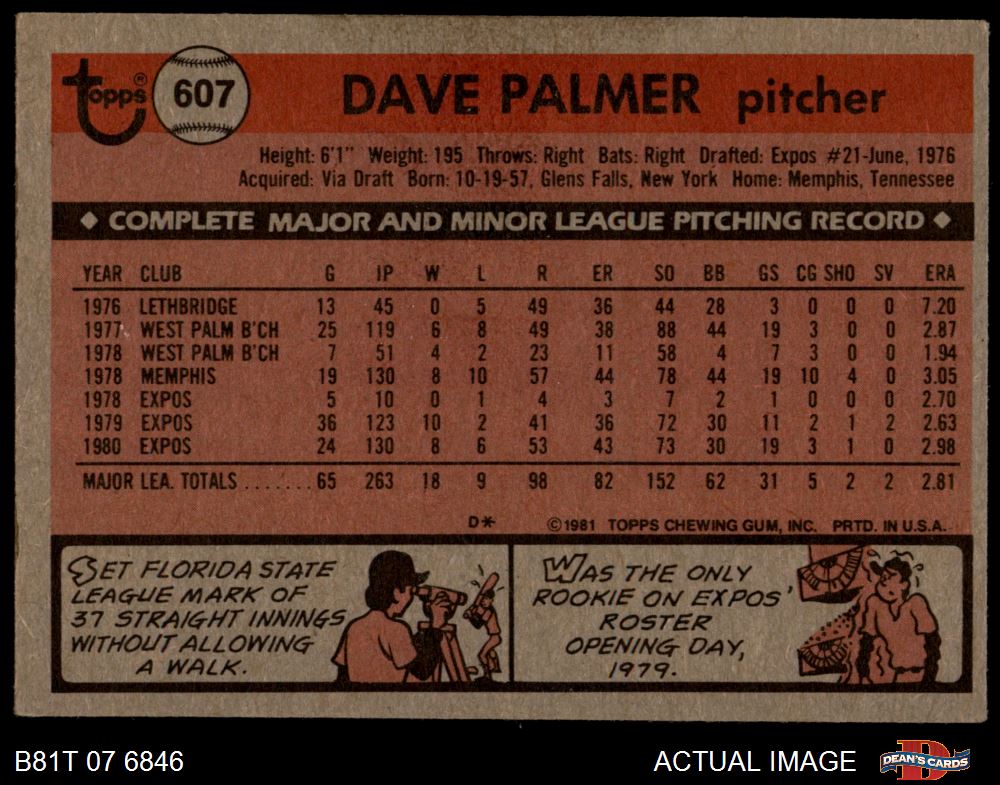 topps® 607 DAVE PALMER pitcher
Height: 6'1" Weight: 195 Throws: Right Bats: Right Drafted: Expos #21-June, 1976
Acquired: Via Draft Born: 10-19-57, Glens Falls, New York Home: Memphis, Tennessee
◆ COMPLETE MAJOR AND MINOR LEAGUE PITCHING RECORD ◆
YEAR CLUB G IP W L R ER SO BB GS CG SHO SV ERA
1976 LETHBRIDGE 13 45 0 5 49 36 44 28 3 0 0 0 7.20
1977 WEST PALM B'CH 25 119 6 8 49 38 88 44 19 3 0 0 2.87
1978 WEST PALM B'CH 7 51 4 2 23 11 58 4 7 3 0 0 1.94
1978 MEMPHIS 19 130 8 10 57 44 78 44 19 10 4 0 3.05
1978 EXPOS 5 10 0 1 4 3 7 2 1 0 0 0 2.70
1979 EXPOS 36 123 10 2 41 36 72 30 11 2 1 2 2.63
1980 EXPOS 24 130 8 6 53 43 73 30 19 3 1 0 2.98
MAJOR LEA. TOTALS ....... 65 263 18 9 98 82 152 62 31 5 2 2 2.81
D* ©1981 TOPPS CHEWING GUM, INC. PRTD. IN U.S.A.
SET FLORIDA STATE
LEAGUE MARK OF
37 STRAIGHT INNINGS
WITHOUT ALLOWING
A WALK.
WAS THE ONLY
ROOKIE ON EXPOS'
ROSTER
OPENING DAY,
1979.
B81T 07 6846 ACTUAL IMAGE DEAN'S CARDS